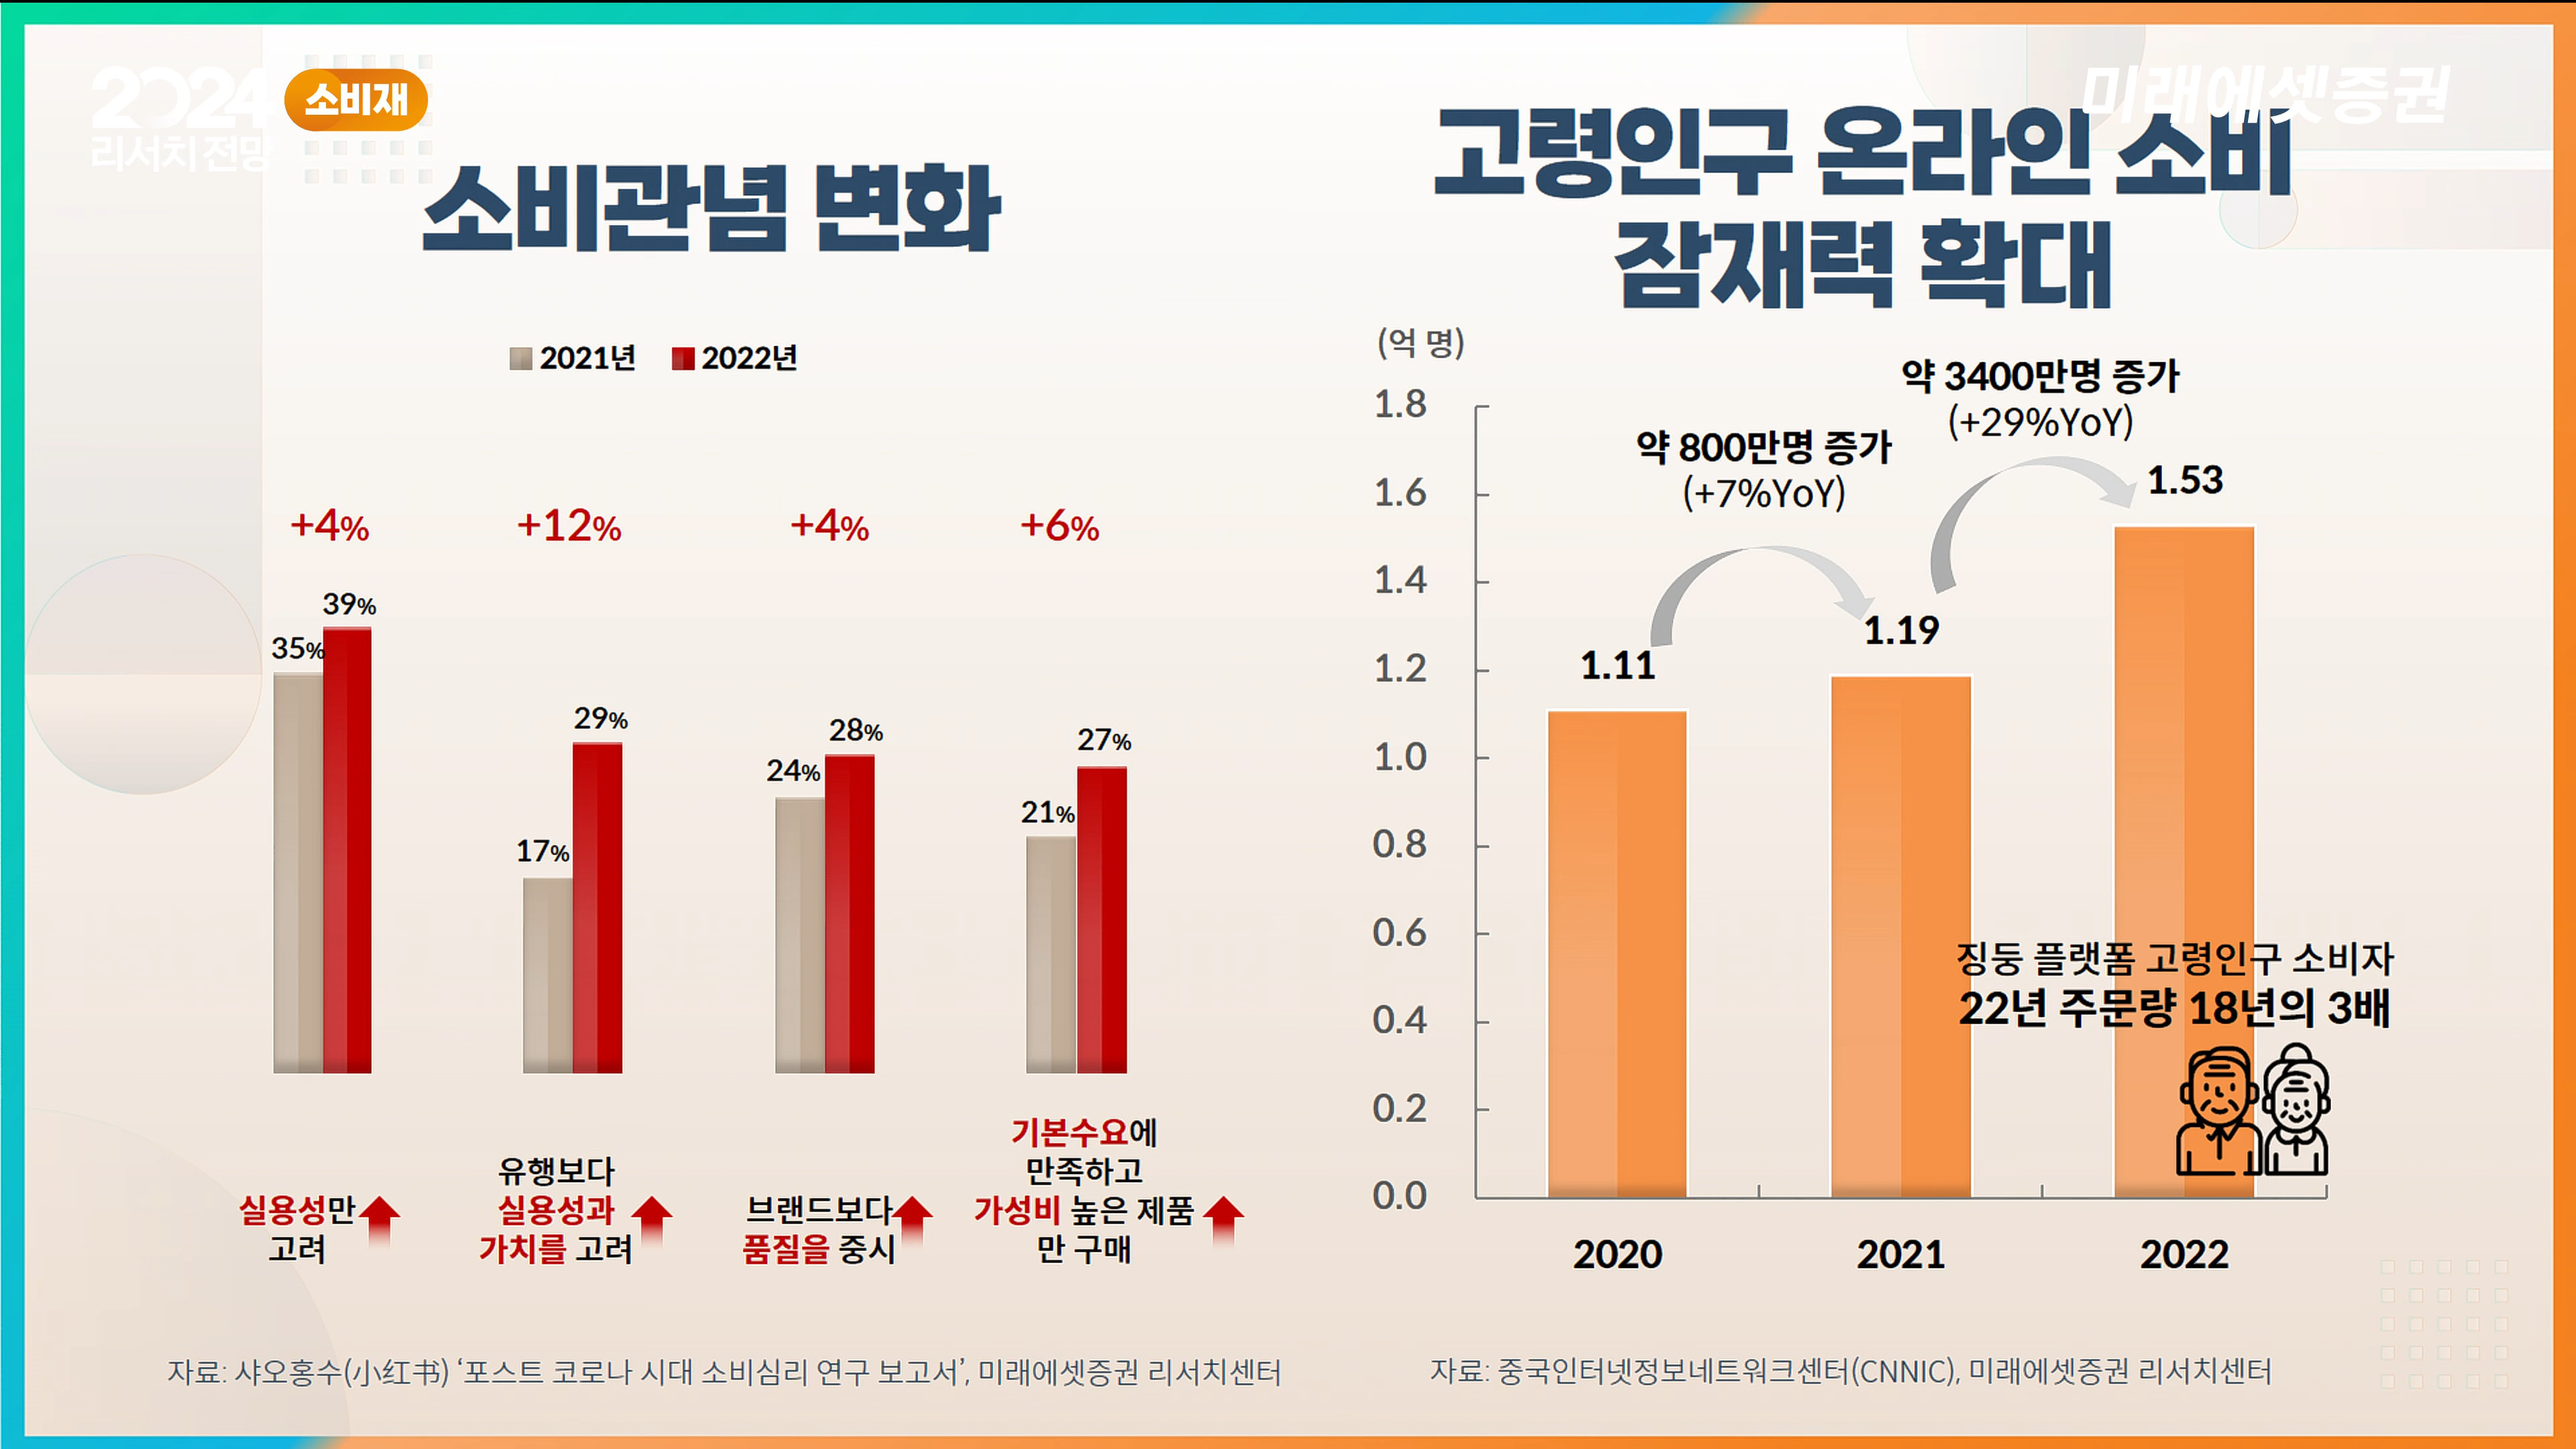 2024
리서치 전망
소비재
미래에셋증권
소비관념 변화
2021년
2022년
+4%
+12%
+4%
+6%
35%
39%
17%
29%
24%
28%
21%
27%
실용성만
고려
유행보다
실용성과
가치를 고려
브랜드보다
품질을 중시
기본수요에
만족하고
가성비 높은 제품
만 구매
자료: 샤오홍수(小红书) ‘포스트 코로나 시대 소비심리 연구 보고서’, 미래에셋증권 리서치센터
고령인구 온라인 소비
잠재력 확대
(억 명)
1.8
1.6
1.4
1.2
1.0
0.8
0.6
0.4
0.2
0.0
약 800만명 증가
(+7%YoY)
약 3400만명 증가
(+29%YoY)
1.11
1.19
1.53
징둥 플랫폼 고령인구 소비자
22년 주문량 18년의 3배
2020
2021
2022
자료: 중국인터넷정보네트워크센터(CNNIC), 미래에셋증권 리서치센터